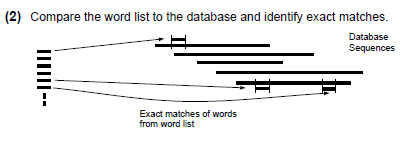 (2) Compare the word list to the database and identify exact matches.
Database
Sequences
Exact matches of words
from word list